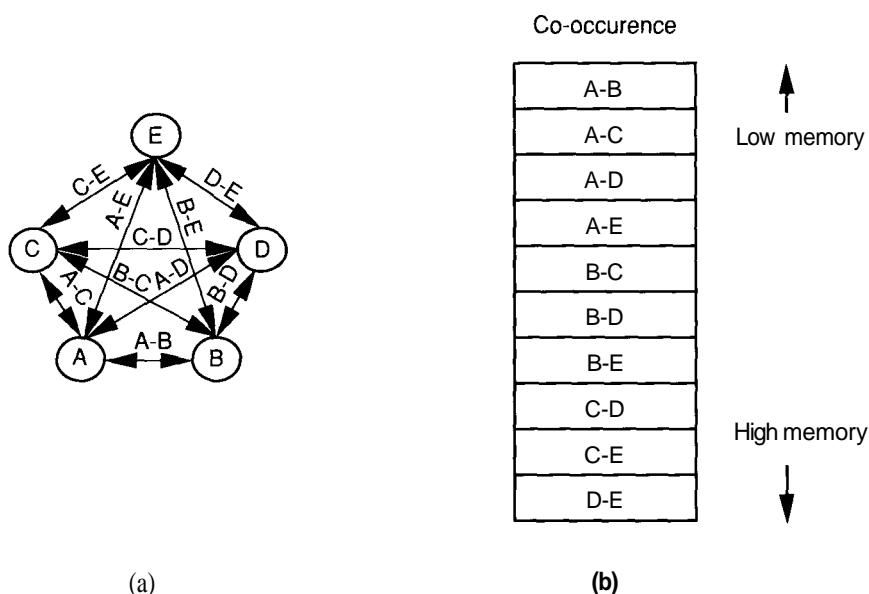 Co-occurence
E
C-E
A-E
B-E
D-E
C
C-D
D
A-C
B-C
A-D
B-D
A
A-B
B
A-B
A-C
A-D
A-E
B-C
B-D
B-E
C-D
C-E
D-E
Low memory
High memory
(a)
(b)